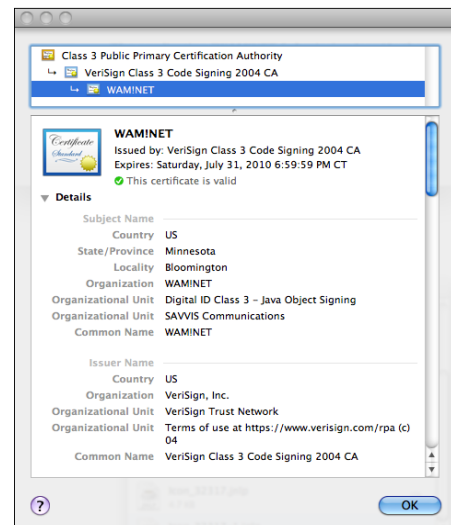 Class 3 Public Primary Certification Authority
VeriSign Class 3 Code Signing 2004 CA
WAM!NET
Certificate
Standard
WAM!NET
Issued by: VeriSign Class 3 Code Signing 2004 CA
Expires: Saturday, July 31, 2010 6:59:59 PM CT
This certificate is valid
Details
Subject Name
Country US
State/Province Minnesota
Locality Bloomington
Organization WAM!NET
Organizational Unit Digital ID Class 3 – Java Object Signing
Organizational Unit SAVVIS Communications
Common Name WAM!NET
Issuer Name
Country US
Organization VeriSign, Inc.
Organizational Unit VeriSign Trust Network
Organizational Unit Terms of use at https://www.verisign.com/rpa (c)
04
Common Name VeriSign Class 3 Code Signing 2004 CA
?
OK